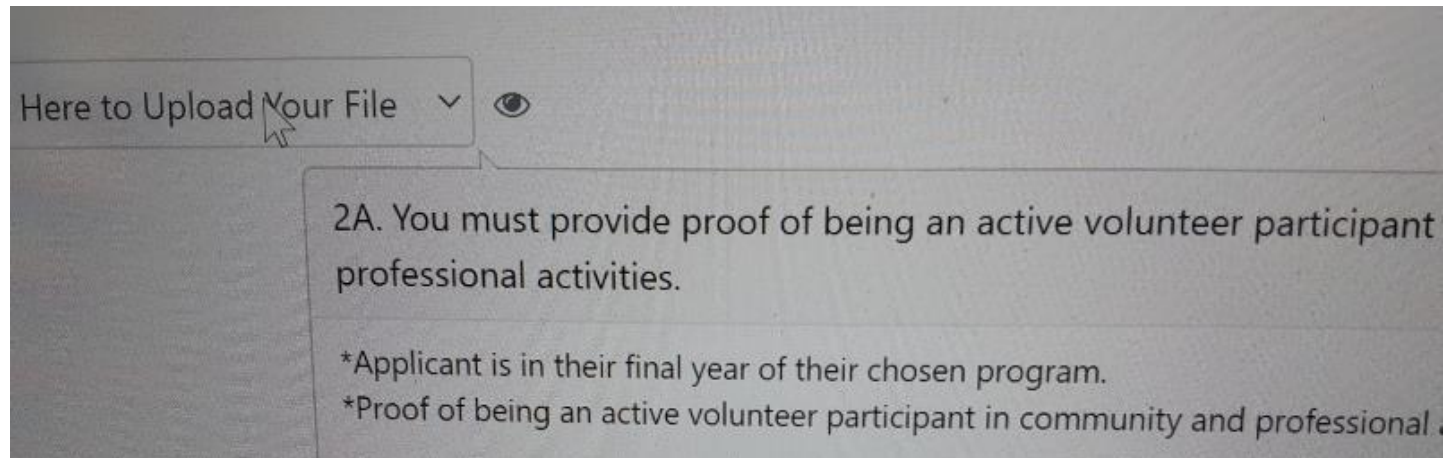 Here to Upload Your File
2A. You must provide proof of being an active volunteer participant
professional activities.
*Applicant is in their final year of their chosen program.
*Proof of being an active volunteer participant in community and professional